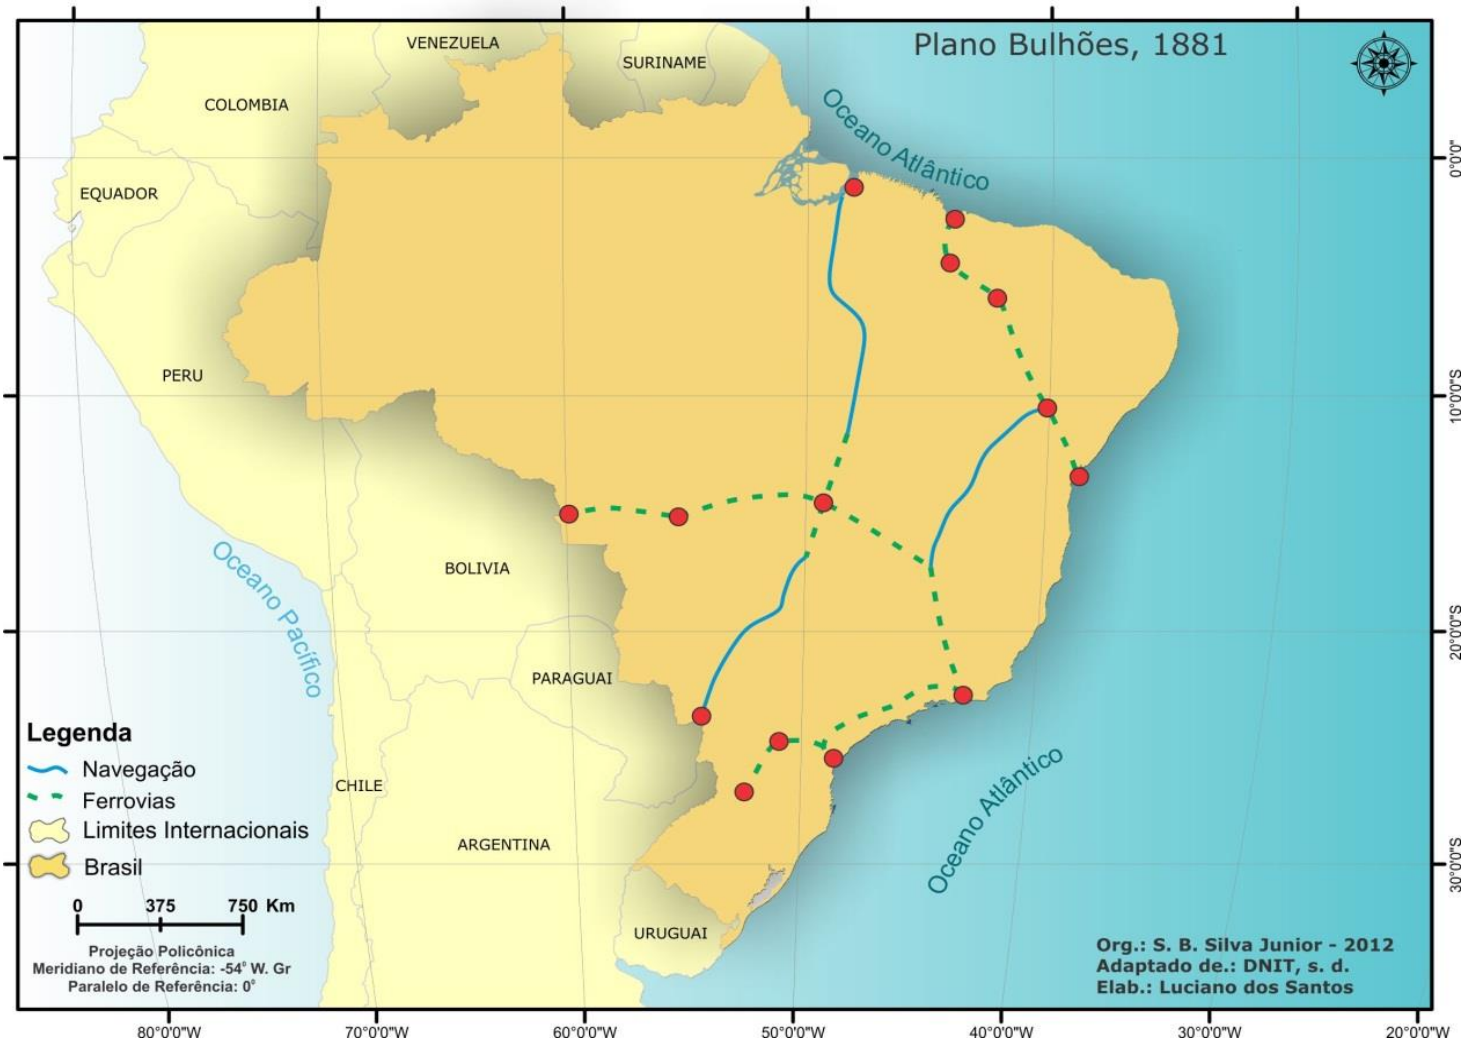 Plano Bulhões, 1881
VENEZUELA
SURINAME
COLOMBIA
Oceano Atlântico
EQUADOR
PERU
Oceano Pacífico
BOLIVIA
PARAGUAI
CHILE
ARGENTINA
URUGUAI
Oceano Atlântico
Legenda
Navegação
Ferrovias
Limites Internacionais
Brasil
0 375 750 Km
Projeção Policônica
Meridiano de Referência: -54° W. Gr
Paralelo de Referência: 0°
Org.: S. B. Silva Junior - 2012
Adaptado de.: DNIT, s. d.
Elab.: Luciano dos Santos
0°0'0"
10°0'0"S
20°0'0"S
30°0'0"S
80°0'0"W 70°0'0"W 60°0'0"W 50°0'0"W 40°0'0"W 30°0'0"W 20°0'0"W